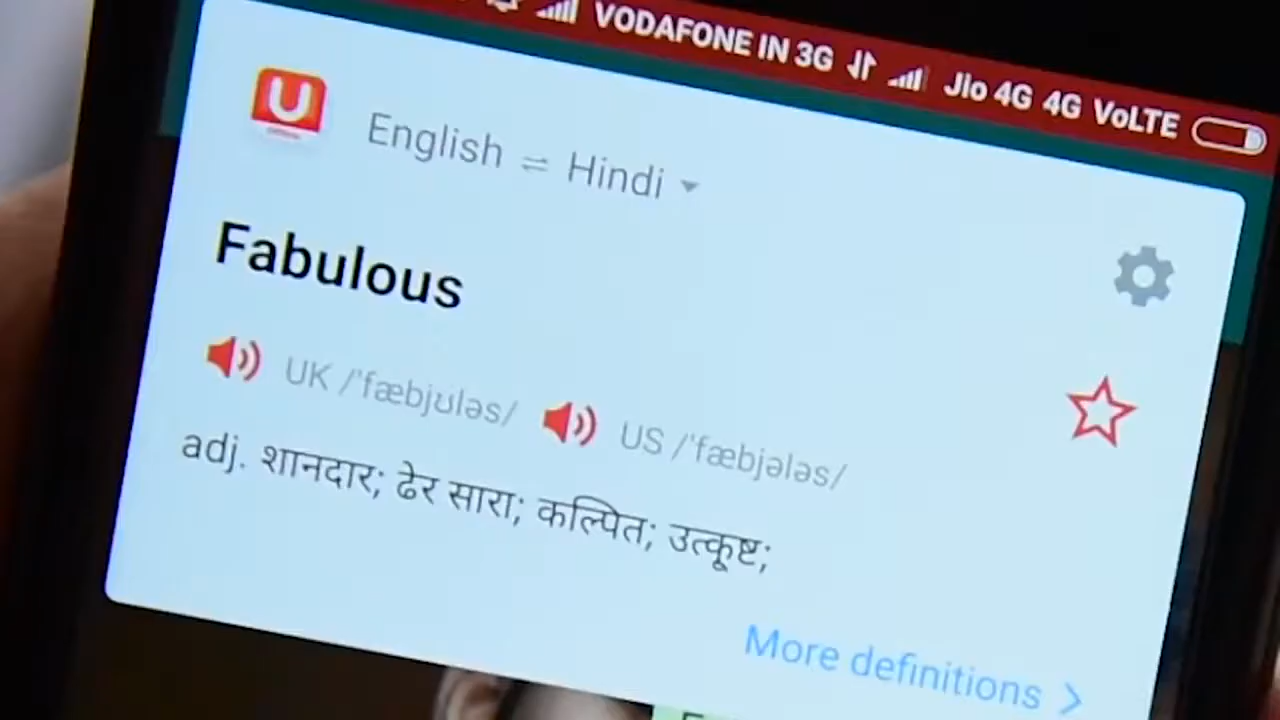 VODAFONE IN 3G Jio 4G 4G VoLTE
U
English ⇌ Hindi
Fabulous
UK /ˈfæbjʊləs/ US /ˈfæbjələs/
adj. शानदार; ढेर सारा; कल्पित; उत्कृष्ट;
More definitions >